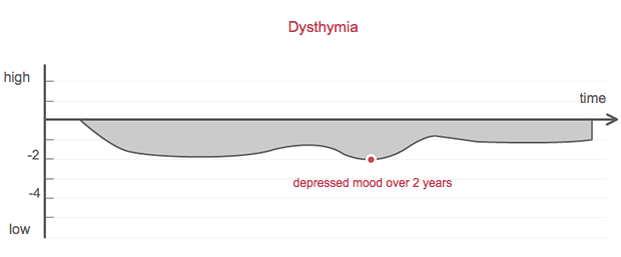 Dysthymia
high
time
-2
depressed mood over 2 years
-4
low